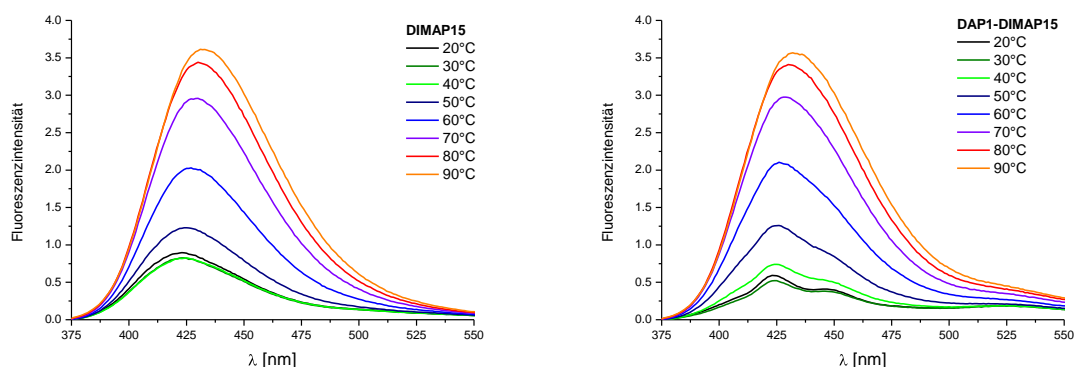 4.0
3.5
3.0
2.5
2.0
1.5
1.0
0.5
0.0
Fluoreszenzintensität
DIMAP15
20°C
30°C
40°C
50°C
60°C
70°C
80°C
90°C
375 400 425 450 475 500 525 550
λ [nm]
4.0
3.5
3.0
2.5
2.0
1.5
1.0
0.5
0.0
Fluoreszenzintensität
DAP1-DIMAP15
20°C
30°C
40°C
50°C
60°C
70°C
80°C
90°C
375 400 425 450 475 500 525 550
λ [nm]